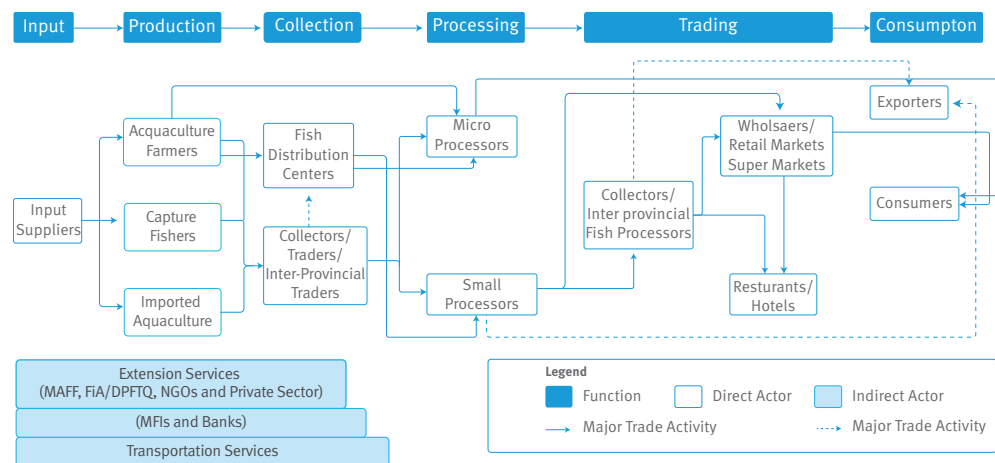 Input
Production
Collection
Processing
Trading
Consumpton
Acquaculture
Farmers
Fish
Distribution
Centers
Micro
Processors
Wholsaers/
Retail Markets
Super Markets
Exporters
Input
Suppliers
Capture
Fishers
Collectors/
Traders/
Inter-Provincial
Traders
Collectors/
Inter provincial
Fish Processors
Consumers
Imported
Aquaculture
Small
Processors
Resturants/
Hotels
Extension Services
(MAFF, FiA/DPFTQ, NGOs and Private Sector)
(MFIs and Banks)
Transportation Services
Legend
Function
Direct Actor
Indirect Actor
Major Trade Activity
Major Trade Activity